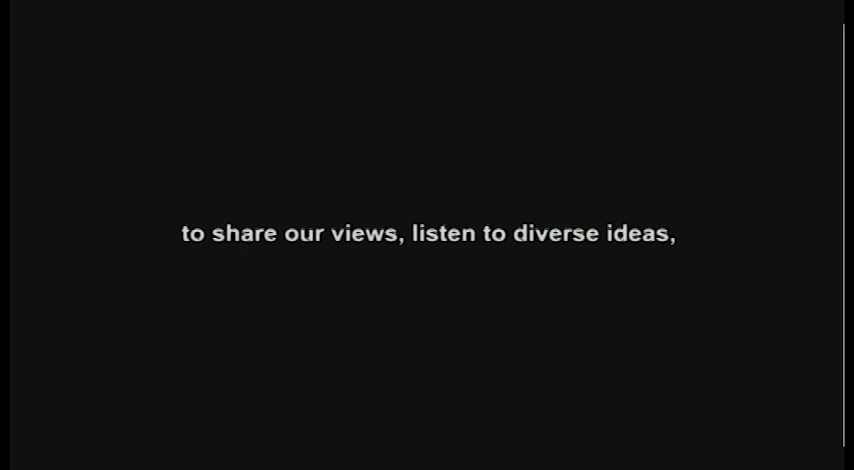 to share our views, listen to diverse ideas,